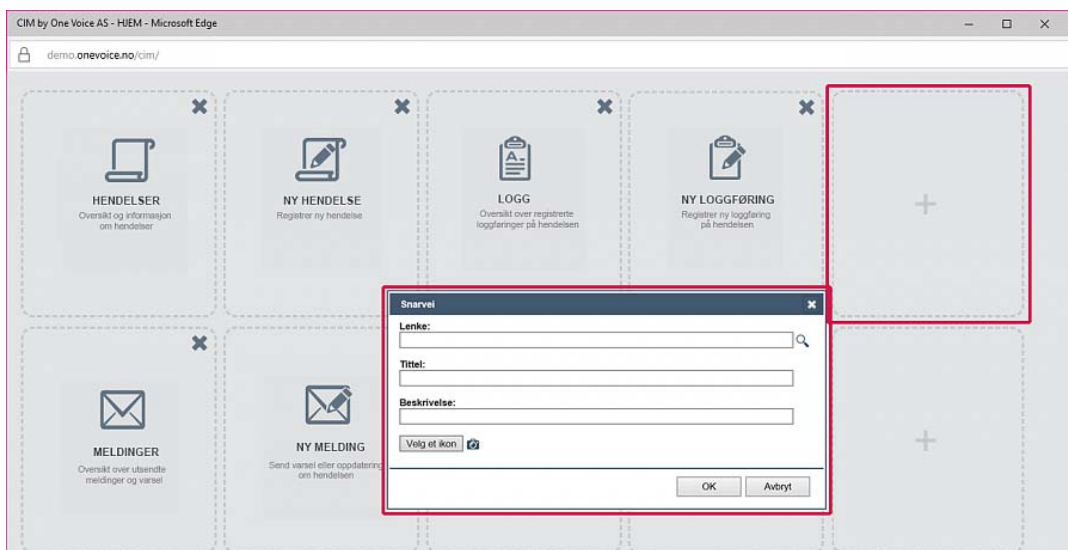 CIM by One Voice AS - HJEM - Microsoft Edge
demo.onevoice.no/cim/
HENDELSER
Oversikt og informasjon
om hendelser
NY HENDELSE
Registrer ny hendelse
LOGG
Oversikt over registrerte
loggføringer på hendelsen
NY LOGGFØRING
Registrer ny loggføring
på hendelsen
Snarvei
Lenke:
Tittel:
Beskrivelse:
Velg et ikon
OK
Avbryt
MELDINGER
Oversikt over utsendte
meldinger og varsel
NY MELDING
Send varsel eller oppdatering
om hendelsen